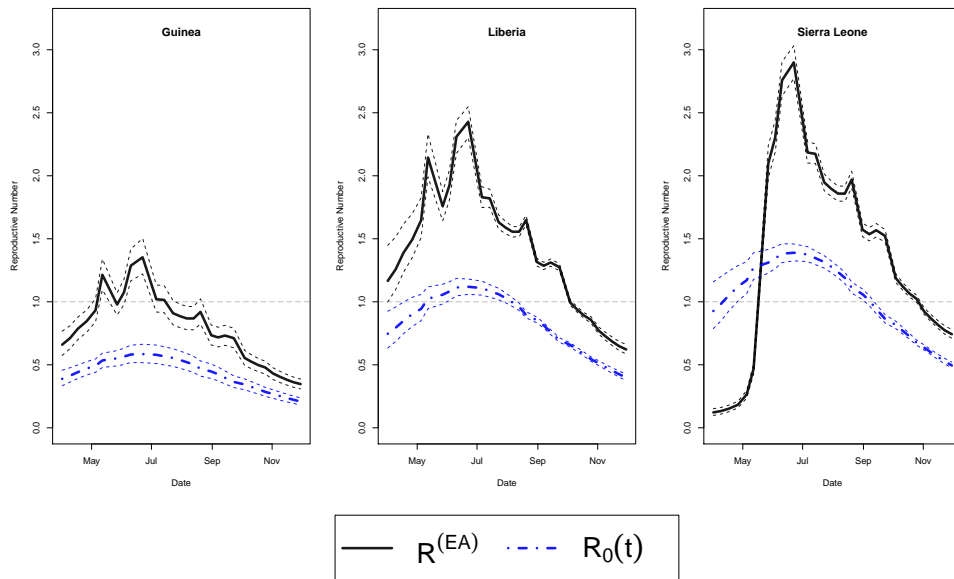 Guinea
Reproductive Number
0.0 0.5 1.0 1.5 2.0 2.5 3.0
May Jul Sep Nov
Date
Liberia
Reproductive Number
0.0 0.5 1.0 1.5 2.0 2.5 3.0
May Jul Sep Nov
Date
Sierra Leone
Reproductive Number
0.0 0.5 1.0 1.5 2.0 2.5 3.0
May Jul Sep Nov
Date
R(EA) R0(t)